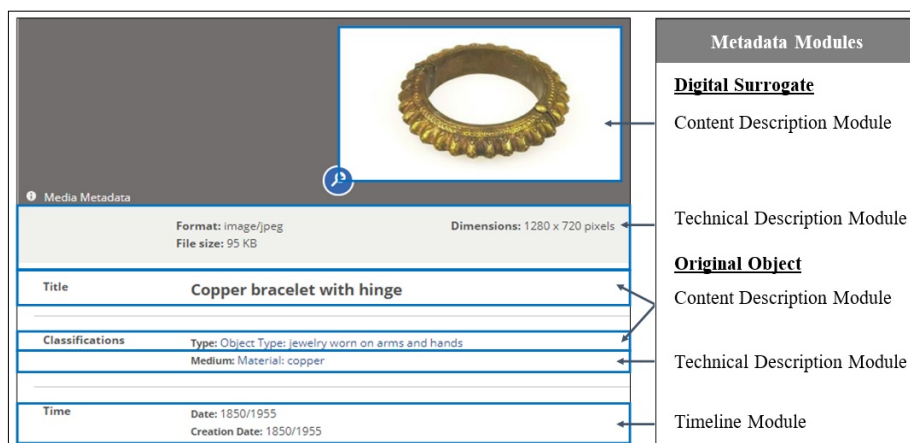 Media Metadata
Format: image/jpeg
Dimensions: 1280 x 720 pixels
File size: 95 KB
Title
Copper bracelet with hinge
Classifications
Type: Object Type: jewelry worn on arms and hands
Medium: Material: copper
Time
Date: 1850/1955
Creation Date: 1850/1955
Metadata Modules
Digital Surrogate
Content Description Module
Technical Description Module
Original Object
Content Description Module
Technical Description Module
Timeline Module